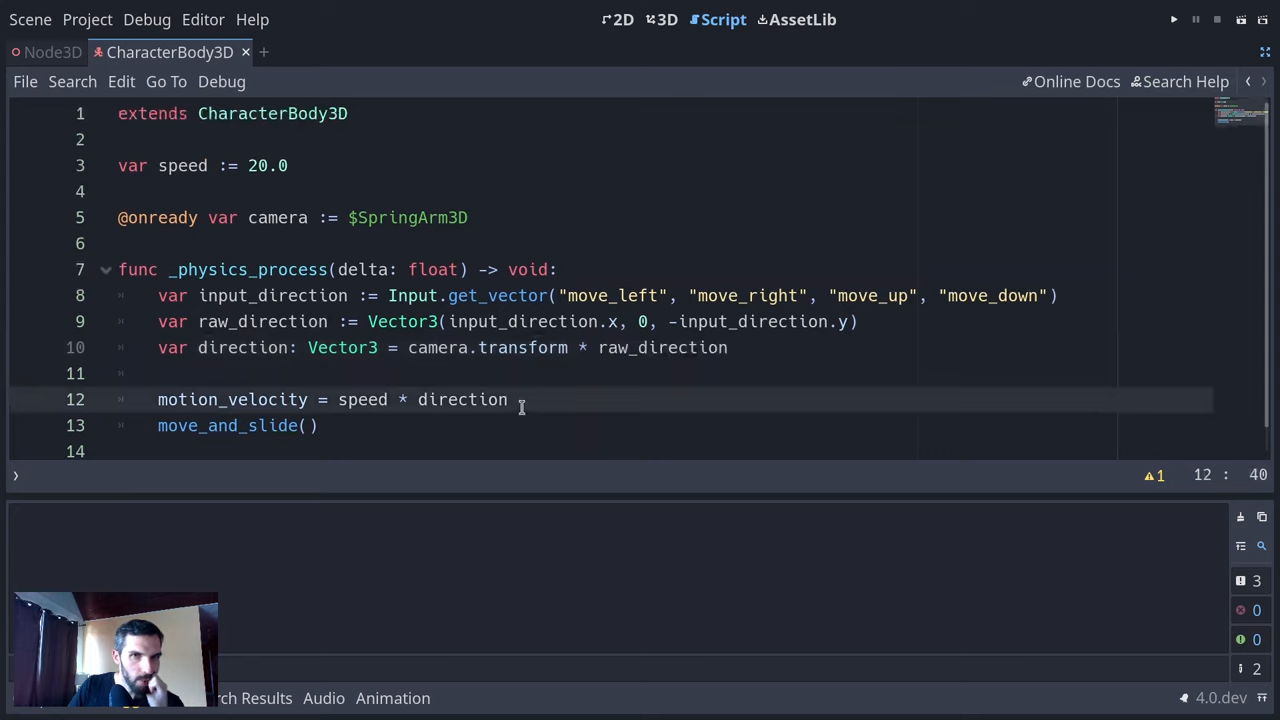 Scene Project Debug Editor Help 2D 3D Script AssetLib
Node3D CharacterBody3D × +
File Search Edit Go To Debug Online Docs Search Help
1 extends CharacterBody3D
2
3 var speed := 20.0
4
5 @onready var camera := $SpringArm3D
6
7 func _physics_process(delta: float) -> void:
8 var input_direction := Input.get_vector("move_left", "move_right", "move_up", "move_down")
9 var raw_direction := Vector3(input_direction.x, 0, -input_direction.y)
10 var direction: Vector3 = camera.transform * raw_direction
11
12 motion_velocity = speed * direction
13 move_and_slide()
14
1 12 : 40
3
0
0
2
rch Results Audio Animation 4.0.dev